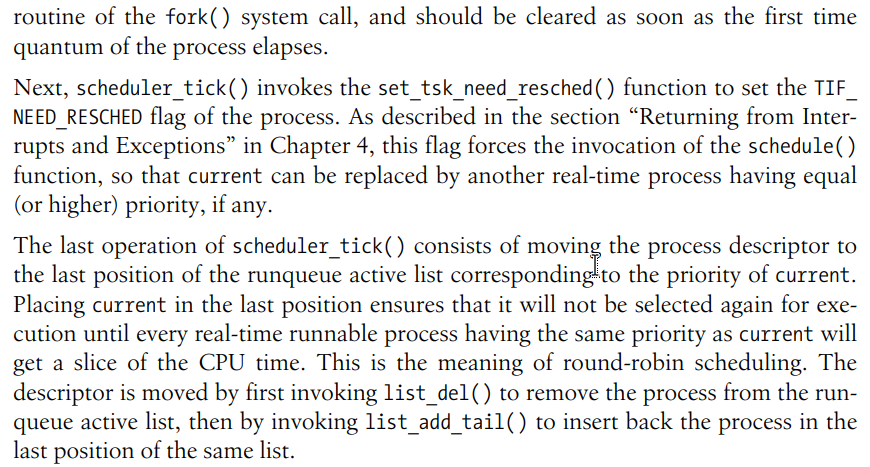 routine of the fork() system call, and should be cleared as soon as the first time
quantum of the process elapses.
Next, scheduler_tick() invokes the set_tsk_need_resched() function to set the TIF_
NEED_RESCHED flag of the process. As described in the section “Returning from Inter-
rupts and Exceptions” in Chapter 4, this flag forces the invocation of the schedule()
function, so that current can be replaced by another real-time process having equal
(or higher) priority, if any.
The last operation of scheduler_tick() consists of moving the process descriptor to
the last position of the runqueue active list corresponding to the priority of current.
Placing current in the last position ensures that it will not be selected again for exe-
cution until every real-time runnable process having the same priority as current will
get a slice of the CPU time. This is the meaning of round-robin scheduling. The
descriptor is moved by first invoking list_del() to remove the process from the run-
queue active list, then by invoking list_add_tail() to insert back the process in the
last position of the same list.